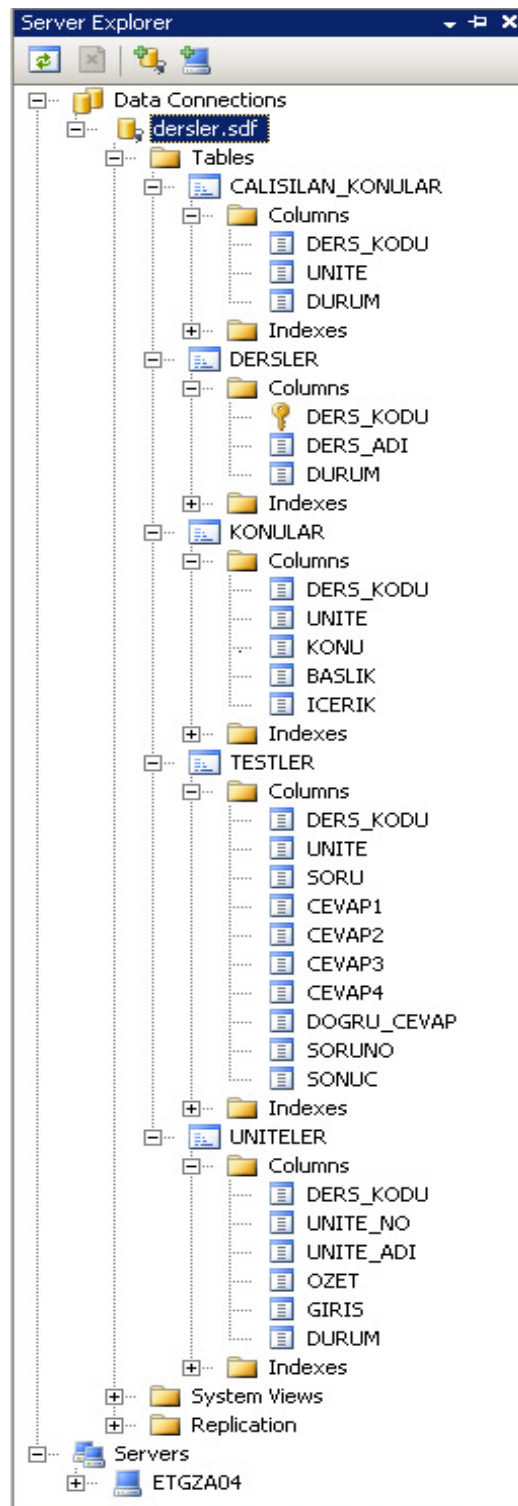 Server Explorer
Data Connections
dersler.sdf
Tables
CALISILAN_KONULAR
Columns
DERS_KODU
UNITE
DURUM
Indexes
DERSLER
Columns
DERS_KODU
DERS_ADI
DURUM
Indexes
KONULAR
Columns
DERS_KODU
UNITE
KONU
BASLIK
ICERIK
Indexes
TESTLER
Columns
DERS_KODU
UNITE
SORU
CEVAP1
CEVAP2
CEVAP3
CEVAP4
DOGRU_CEVAP
SORUNO
SONUC
Indexes
UNITELER
Columns
DERS_KODU
UNITE_NO
UNITE_ADI
OZET
GIRIS
DURUM
Indexes
System Views
Replication
Servers
ETGZA04